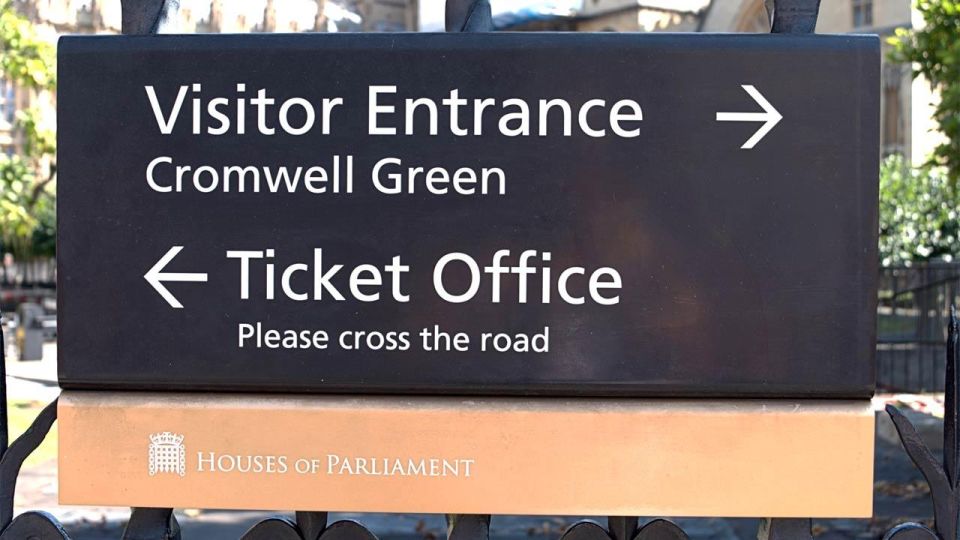 Visitor Entrance →
Cromwell Green
← Ticket Office
Please cross the road
HOUSES OF PARLIAMENT